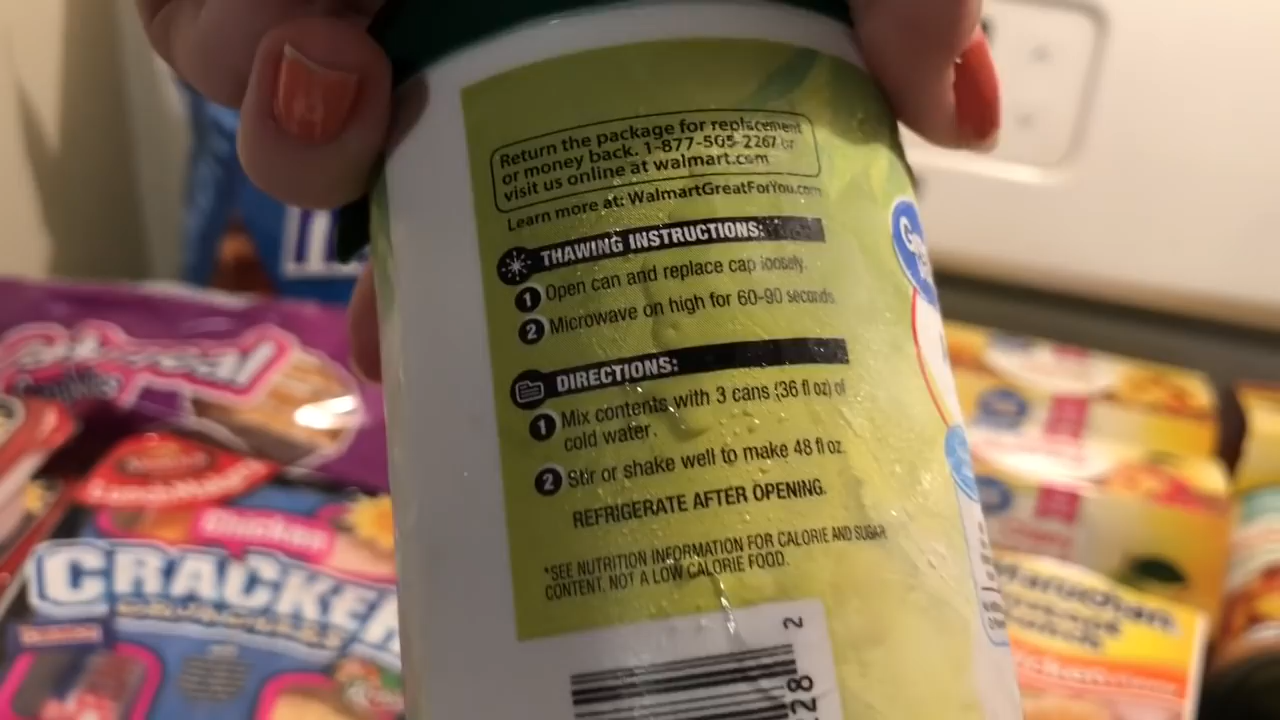 Return the package for replacement
or money back. 1-877-505-2267 or
visit us online at walmart.com
Learn more at: WalmartGreatForYou.com
THAWING INSTRUCTIONS:
1 Open can and replace cap loosely.
2 Microwave on high for 60-90 seconds
DIRECTIONS:
1 Mix contents with 3 cans (36 fl oz) of
cold water.
2 Stir or shake well to make 48 fl oz.
REFRIGERATE AFTER OPENING.
*SEE NUTRITION INFORMATION FOR CALORIE AND SUGAR
CONTENT. NOT A LOW CALORIE FOOD.
2
228
Chicken
CRACKER